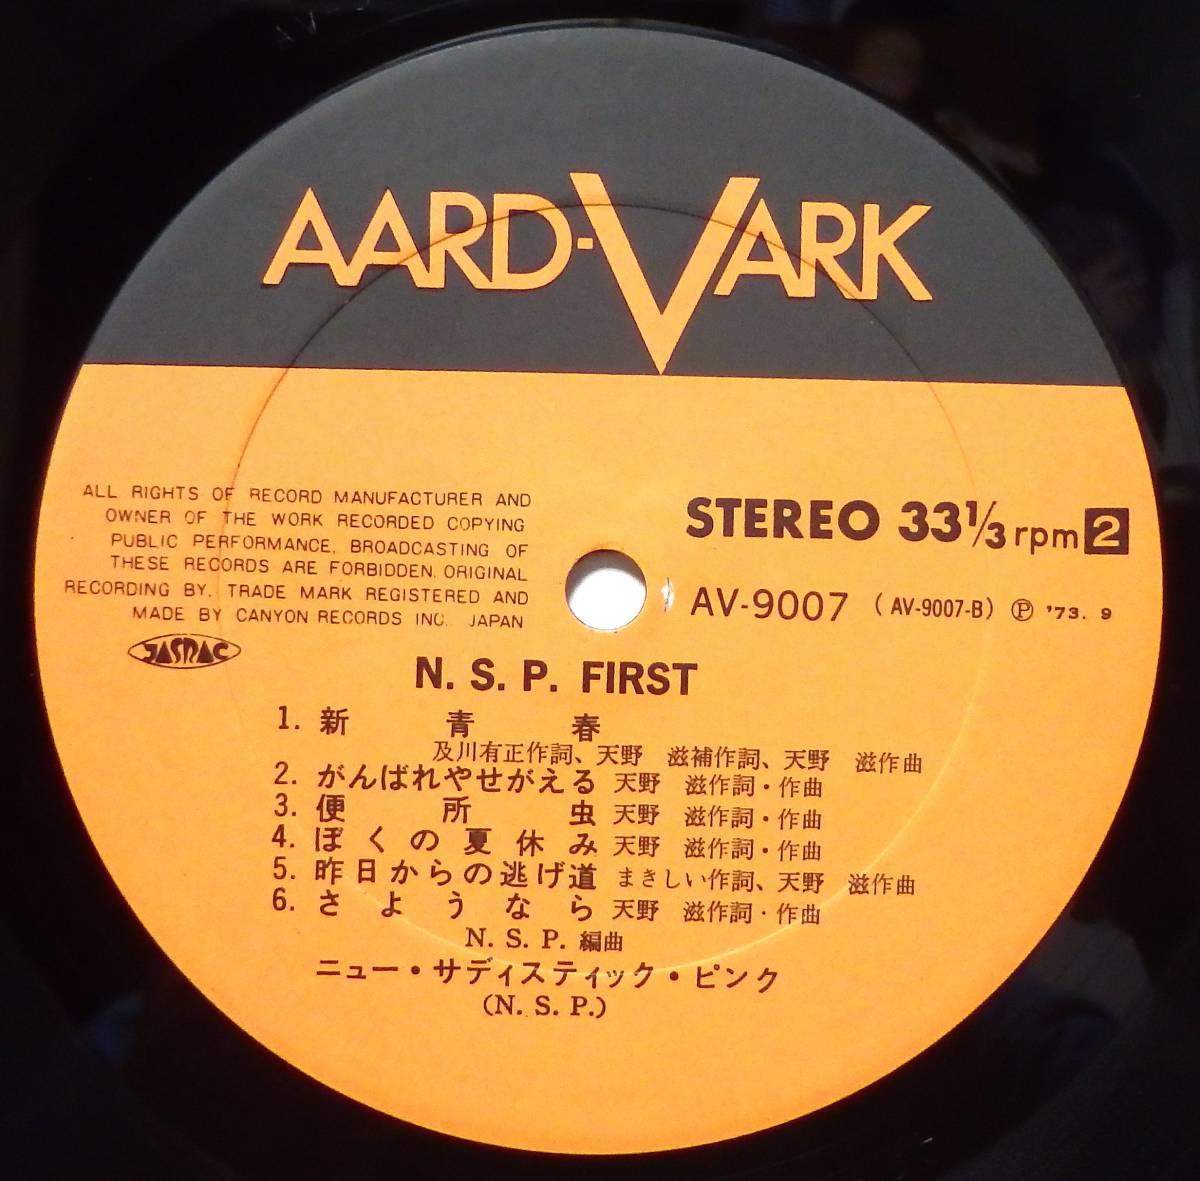 AARD-VARK
ALL RIGHTS OF RECORD MANUFACTURER AND
OWNER OF THE WORK RECORDED COPYING
PUBLIC PERFORMANCE, BROADCASTING OF
THESE RECORDS ARE FORBIDDEN. ORIGINAL
RECORDING BY. TRADE MARK REGISTERED AND
MADE BY CANYON RECORDS INC. JAPAN
JASRAC
STEREO 33⅓ rpm 2
AV-9007 (AV-9007-B) Ⓟ '73. 9
N. S. P. FIRST
1. 新青春
及川有正作詞、天野 滋補作詞、天野 滋作曲
2. がんばれやせがえる 天野 滋作詞・作曲
3. 便所虫 天野 滋作詞・作曲
4. ぼくの夏休み 天野 滋作詞・作曲
5. 昨日からの逃げ道 まきしい作詞、天野 滋作曲
6. さようなら 天野 滋作詞・作曲
N. S. P. 編曲
ニュー・サディスティック・ピンク
(N. S. P.)